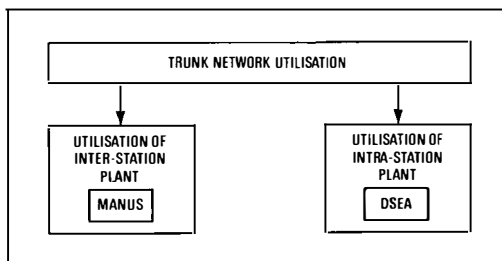 TRUNK NETWORK UTILISATION
UTILISATION OF
INTER-STATION
PLANT
MANUS
UTILISATION OF
INTRA-STATION
PLANT
DSEA